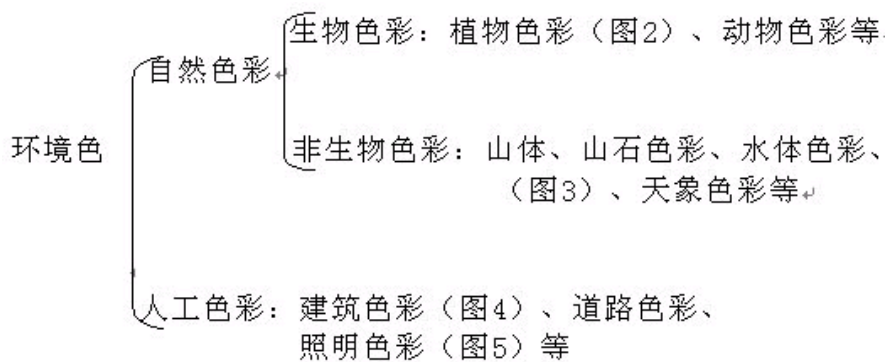 生物色彩：植物色彩（图2）、动物色彩等
自然色彩
环境色
非生物色彩：山体、山石色彩、水体色彩、
（图3）、天象色彩等
人工色彩：建筑色彩（图4）、道路色彩、
照明色彩（图5）等